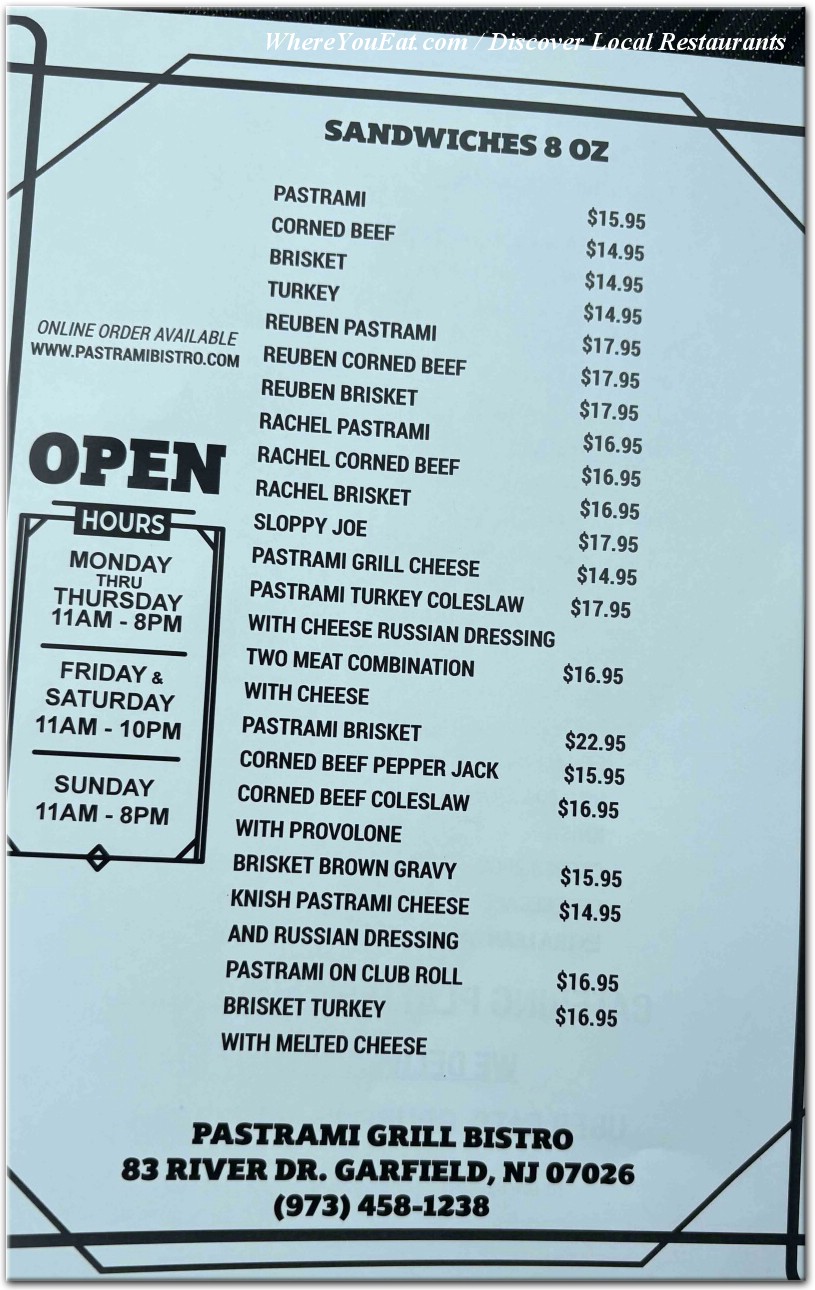 WhereYouEat.com / Discover Local Restaurants
SANDWICHES 8 OZ
PASTRAMI $15.95
CORNED BEEF $14.95
BRISKET $14.95
TURKEY $14.95
REUBEN PASTRAMI $17.95
REUBEN CORNED BEEF $17.95
REUBEN BRISKET $17.95
RACHEL PASTRAMI $16.95
RACHEL CORNED BEEF $16.95
RACHEL BRISKET $16.95
SLOPPY JOE $17.95
PASTRAMI GRILL CHEESE $14.95
PASTRAMI TURKEY COLESLAW $17.95
WITH CHEESE RUSSIAN DRESSING
TWO MEAT COMBINATION $16.95
WITH CHEESE
PASTRAMI BRISKET $22.95
CORNED BEEF PEPPER JACK $15.95
CORNED BEEF COLESLAW $16.95
WITH PROVOLONE
BRISKET BROWN GRAVY $15.95
KNISH PASTRAMI CHEESE $14.95
AND RUSSIAN DRESSING
PASTRAMI ON CLUB ROLL $16.95
BRISKET TURKEY $16.95
WITH MELTED CHEESE
ONLINE ORDER AVAILABLE
WWW.PASTRAMIBISTRO.COM
OPEN
HOURS
MONDAY
THRU
THURSDAY
11AM - 8PM
FRIDAY &
SATURDAY
11AM - 10PM
SUNDAY
11AM - 8PM
PASTRAMI GRILL BISTRO
83 RIVER DR. GARFIELD, NJ 07026
(973) 458-1238